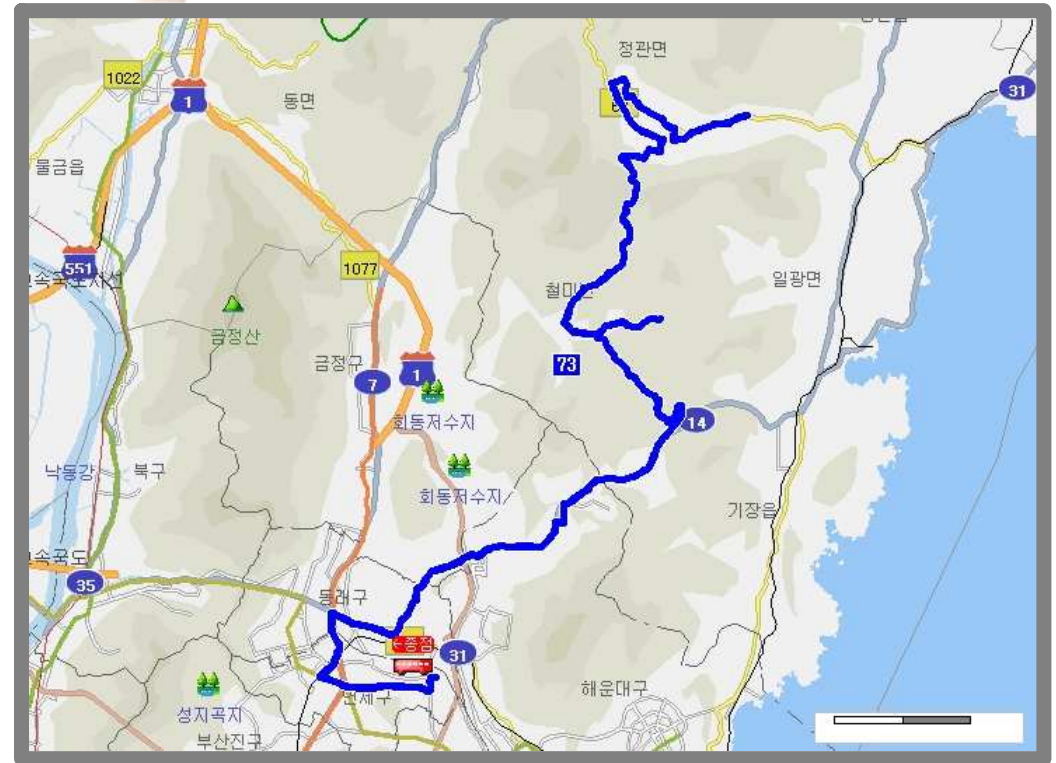 정관면
1022
1
31
동면
물금읍
1077
551
일광면
금정산
금정구
73
7
1
회동저수지
14
낙동강
북구
회동저수지
기장읍
35
동래구
종점
31
해운대구
성지곡지
부산진구